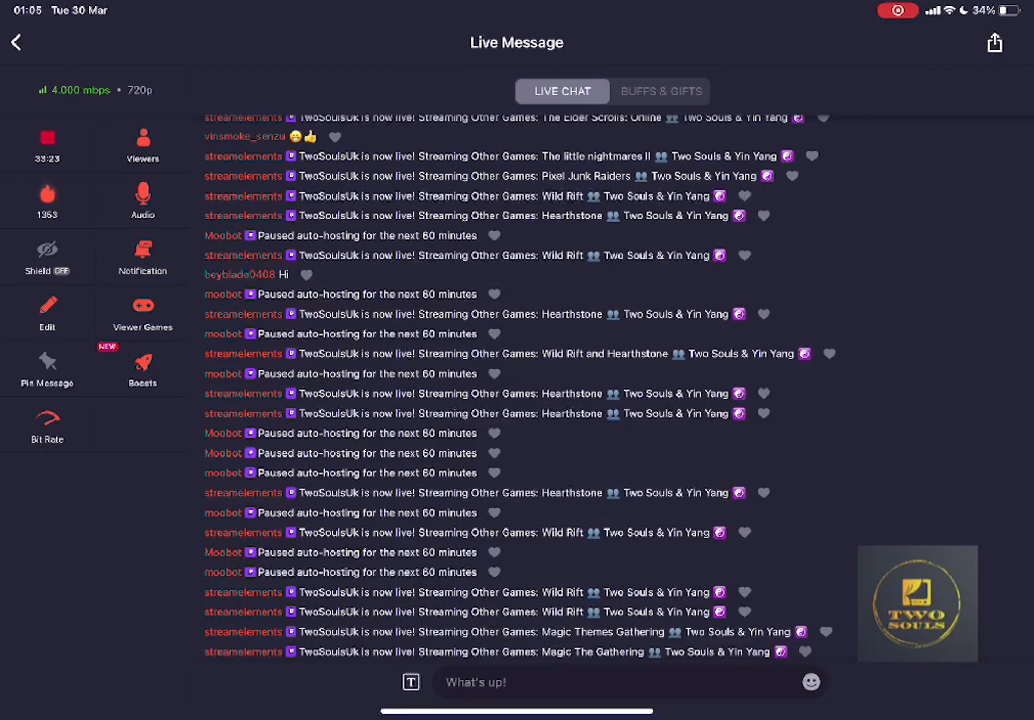 01:05 Tue 30 Mar
34%
Live Message
4.000 mbps • 720p
LIVE CHAT
BUFFS & GIFTS
33:23
Viewers
1353
Audio
Shield OFF
Notification
Edit
Viewer Games
NEW
Pin Message
Boosts
Bit Rate
streamelements TwoSoulsUk is now live! Streaming Other Games: The Elder Scrolls: Online 👥 Two Souls & Yin Yang
vinsmoke_senzu 😄👍
streamelements TwoSoulsUk is now live! Streaming Other Games: The little nightmares II 👥 Two Souls & Yin Yang ☯
streamelements TwoSoulsUk is now live! Streaming Other Games: Pixel Junk Raiders 👥 Two Souls & Yin Yang ☯
streamelements TwoSoulsUk is now live! Streaming Other Games: Wild Rift 👥 Two Souls & Yin Yang ☯
streamelements TwoSoulsUk is now live! Streaming Other Games: Hearthstone 👥 Two Souls & Yin Yang ☯
Moobot Paused auto-hosting for the next 60 minutes
streamelements TwoSoulsUk is now live! Streaming Other Games: Wild Rift 👥 Two Souls & Yin Yang ☯
beyblade0408 Hi
moobot Paused auto-hosting for the next 60 minutes
streamelements TwoSoulsUk is now live! Streaming Other Games: Hearthstone 👥 Two Souls & Yin Yang ☯
moobot Paused auto-hosting for the next 60 minutes
streamelements TwoSoulsUk is now live! Streaming Other Games: Wild Rift and Hearthstone 👥 Two Souls & Yin Yang ☯
moobot Paused auto-hosting for the next 60 minutes
streamelements TwoSoulsUk is now live! Streaming Other Games: Hearthstone 👥 Two Souls & Yin Yang ☯
streamelements TwoSoulsUk is now live! Streaming Other Games: Hearthstone 👥 Two Souls & Yin Yang ☯
Moobot Paused auto-hosting for the next 60 minutes
Moobot Paused auto-hosting for the next 60 minutes
moobot Paused auto-hosting for the next 60 minutes
streamelements TwoSoulsUk is now live! Streaming Other Games: Hearthstone 👥 Two Souls & Yin Yang ☯
moobot Paused auto-hosting for the next 60 minutes
streamelements TwoSoulsUk is now live! Streaming Other Games: Wild Rift 👥 Two Souls & Yin Yang ☯
Moobot Paused auto-hosting for the next 60 minutes
moobot Paused auto-hosting for the next 60 minutes
streamelements TwoSoulsUk is now live! Streaming Other Games: Wild Rift 👥 Two Souls & Yin Yang ☯
streamelements TwoSoulsUk is now live! Streaming Other Games: Wild Rift 👥 Two Souls & Yin Yang ☯
streamelements TwoSoulsUk is now live! Streaming Other Games: Magic Themes Gathering 👥 Two Souls & Yin Yang ☯
streamelements TwoSoulsUk is now live! Streaming Other Games: Magic The Gathering 👥 Two Souls & Yin Yang ☯
TWO
SOULS
T
What's up!